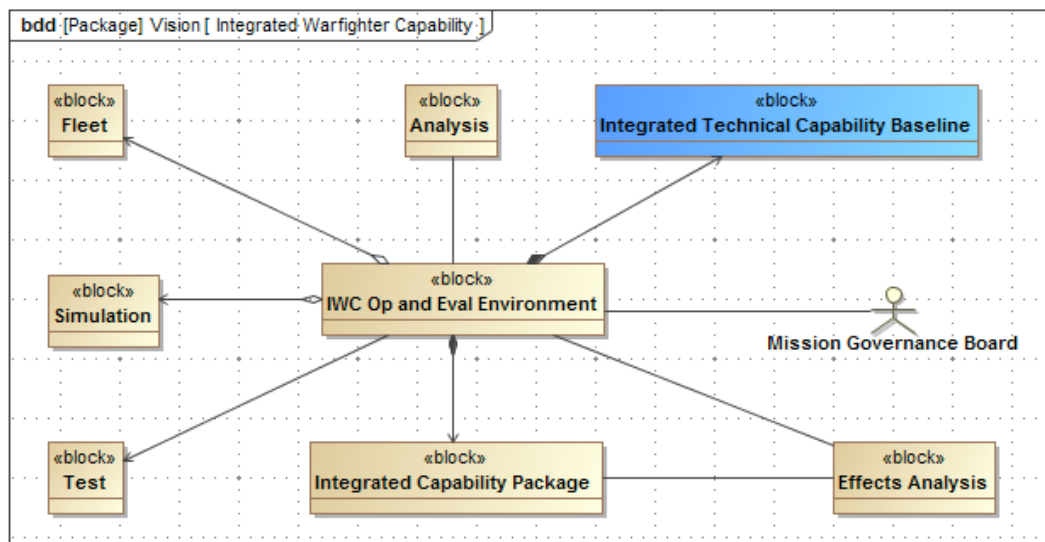 bdd [Package] Vision [ Integrated Warfighter Capability ]
«block»
Fleet
«block»
Analysis
«block»
Integrated Technical Capability Baseline
«block»
Simulation
«block»
IWC Op and Eval Environment
Mission Governance Board
«block»
Test
«block»
Integrated Capability Package
«block»
Effects Analysis